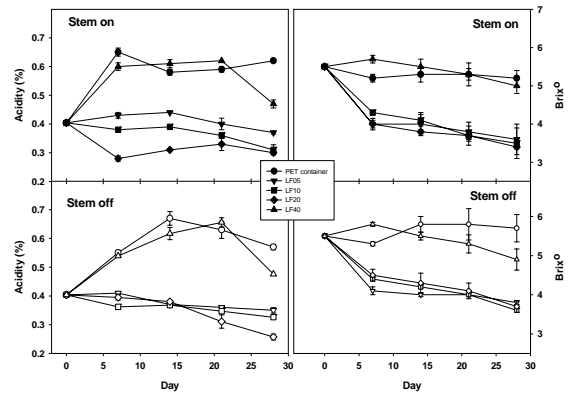 Stem on
Stem on
0.7
0.6
0.5
0.4
0.3
0.2
Acidity (%)
7
6
5
4
3
Brix°
PET container
LF05
LF10
LF20
LF40
Stem off
Stem off
0.7
0.6
0.5
0.4
0.3
0.2
Acidity (%)
6
5
4
3
Brix°
0 5 10 15 20 25 30
0 5 10 15 20 25 30
Day
Day